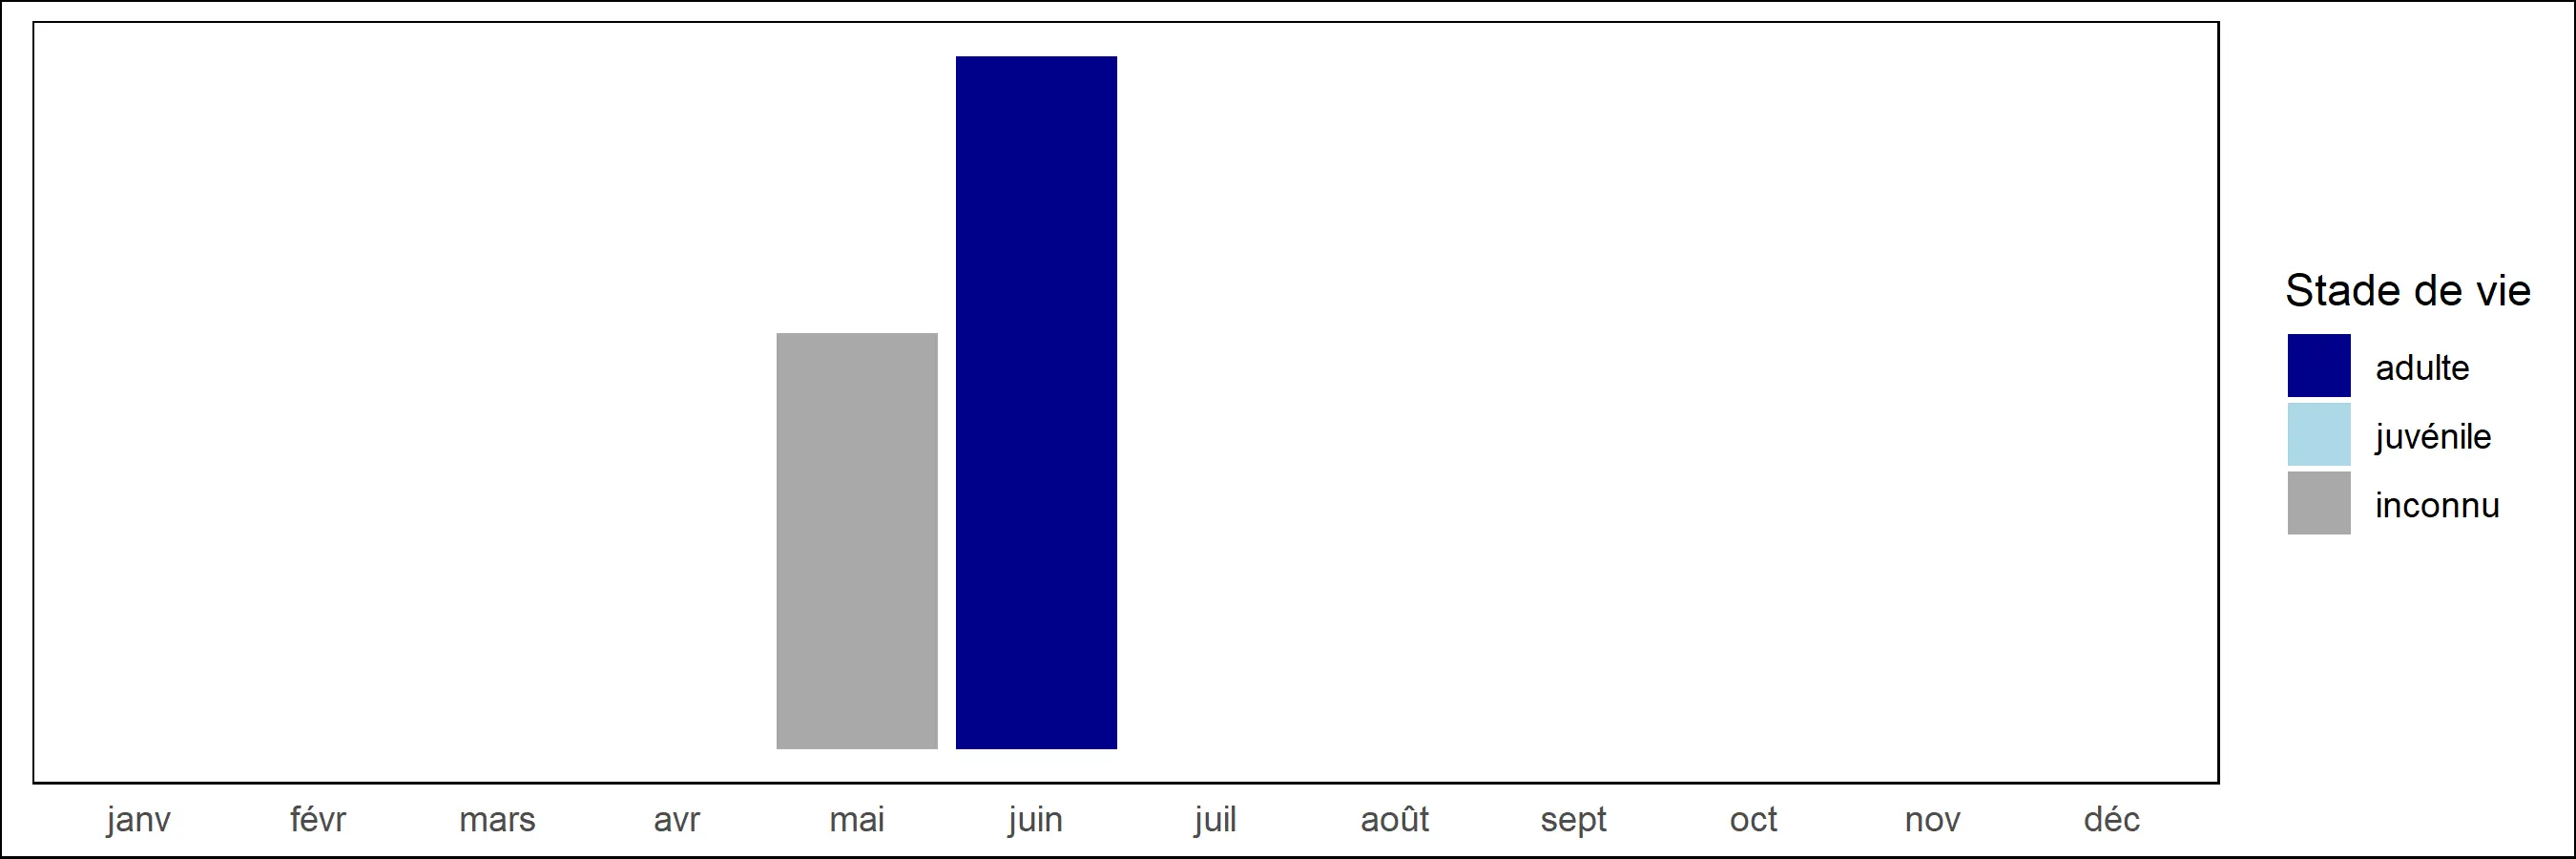 Stade de vie
adulte
juvénile
inconnu
janv févr mars avr mai juin juil août sept oct nov déc